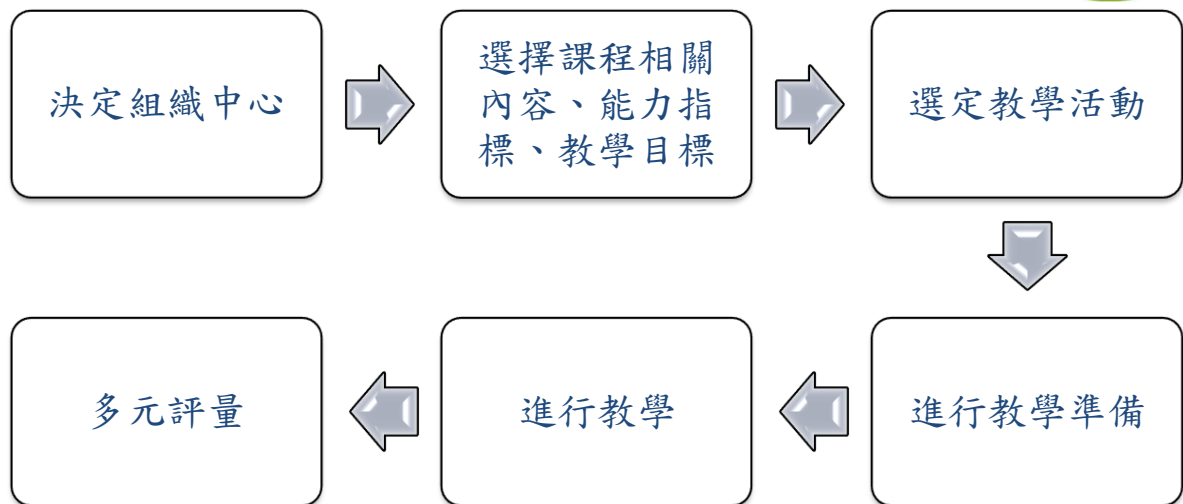 決定組織中心
選擇課程相關
內容、能力指
標、教學目標
選定教學活動
進行教學準備
進行教學
多元評量